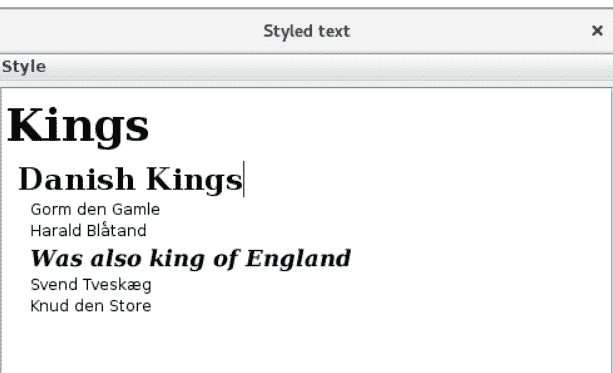 Styled text ×
Style
Kings
Danish Kings
Gorm den Gamle
Harald Blåtand
Was also king of England
Svend Tveskæg
Knud den Store